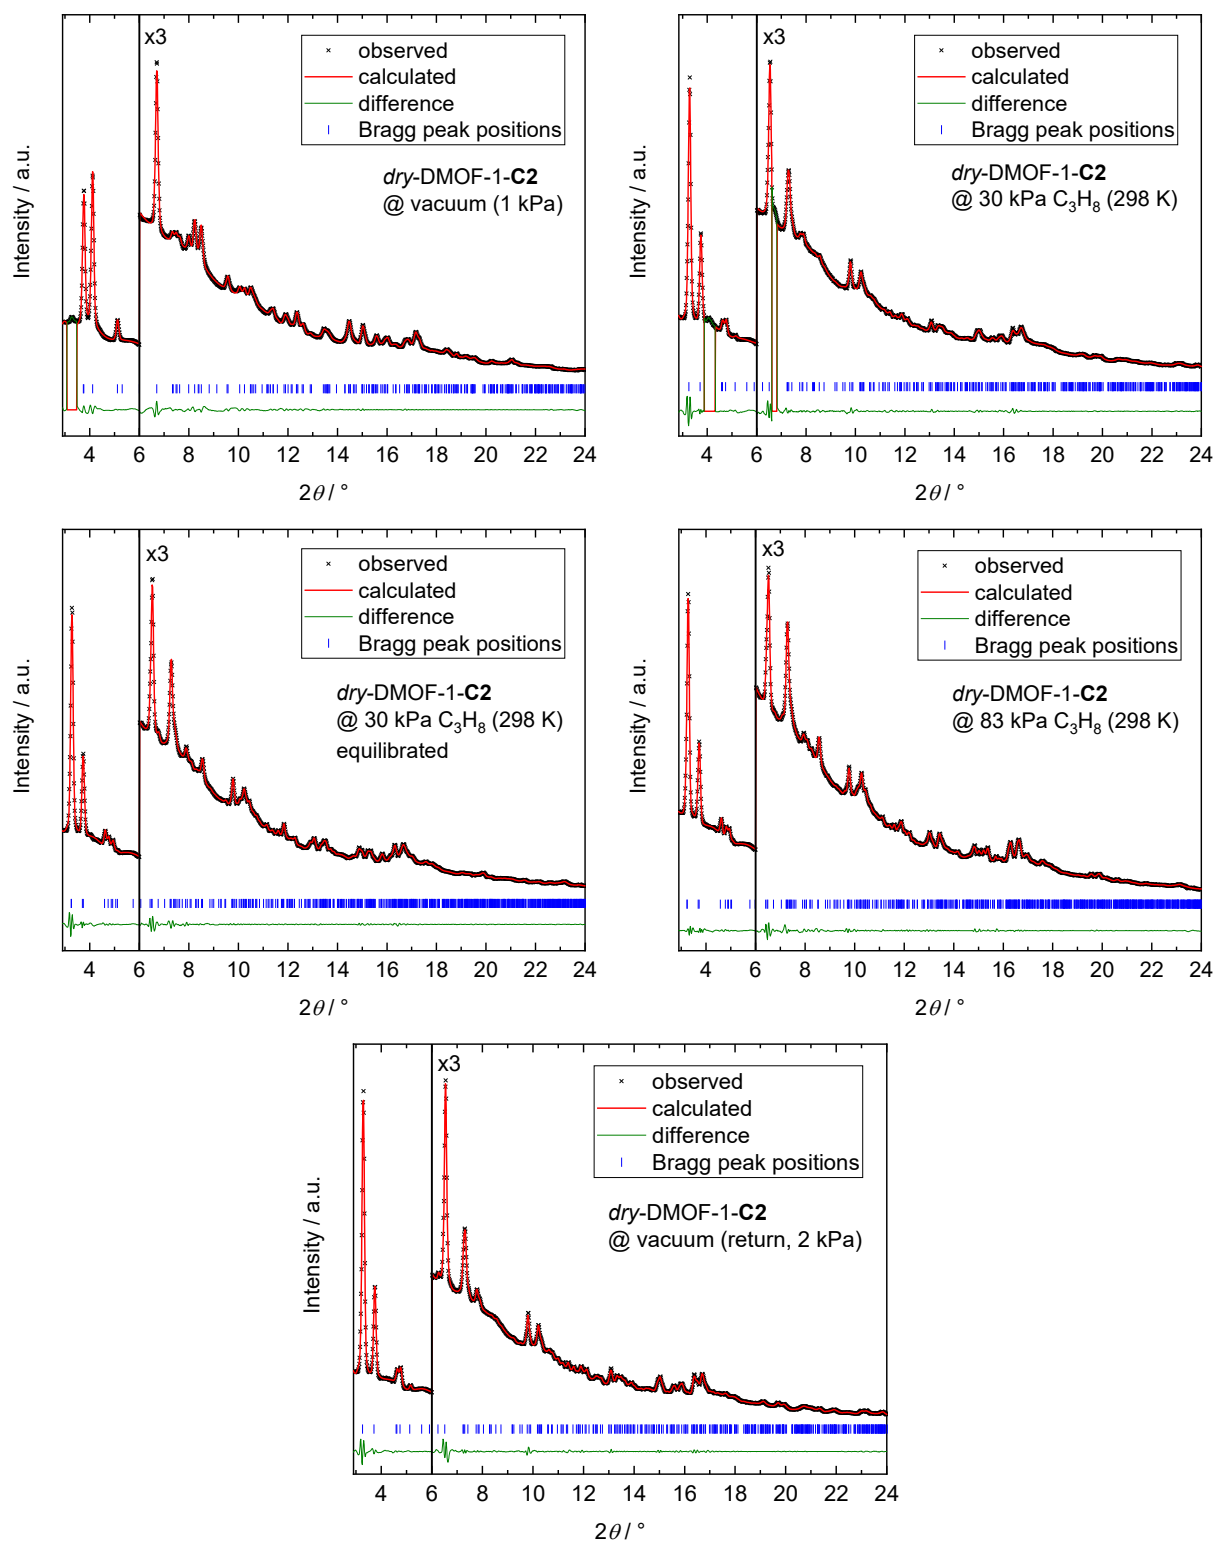 x3
observed
calculated
difference
Bragg peak positions
dry-DMOF-1-C2
@ vacuum (1 kPa)
Intensity / a.u.
4 6 8 10 12 14 16 18 20 22 24
2θ / °
x3
observed
calculated
difference
Bragg peak positions
dry-DMOF-1-C2
@ 30 kPa C₃H₈ (298 K)
Intensity / a.u.
4 6 8 10 12 14 16 18 20 22 24
2θ / °
x3
observed
calculated
difference
Bragg peak positions
dry-DMOF-1-C2
@ 30 kPa C₃H₈ (298 K)
equilibrated
Intensity / a.u.
4 6 8 10 12 14 16 18 20 22 24
2θ / °
x3
observed
calculated
difference
Bragg peak positions
dry-DMOF-1-C2
@ 83 kPa C₃H₈ (298 K)
Intensity / a.u.
4 6 8 10 12 14 16 18 20 22 24
2θ / °
x3
observed
calculated
difference
Bragg peak positions
dry-DMOF-1-C2
@ vacuum (return, 2 kPa)
Intensity / a.u.
4 6 8 10 12 14 16 18 20 22 24
2θ / °